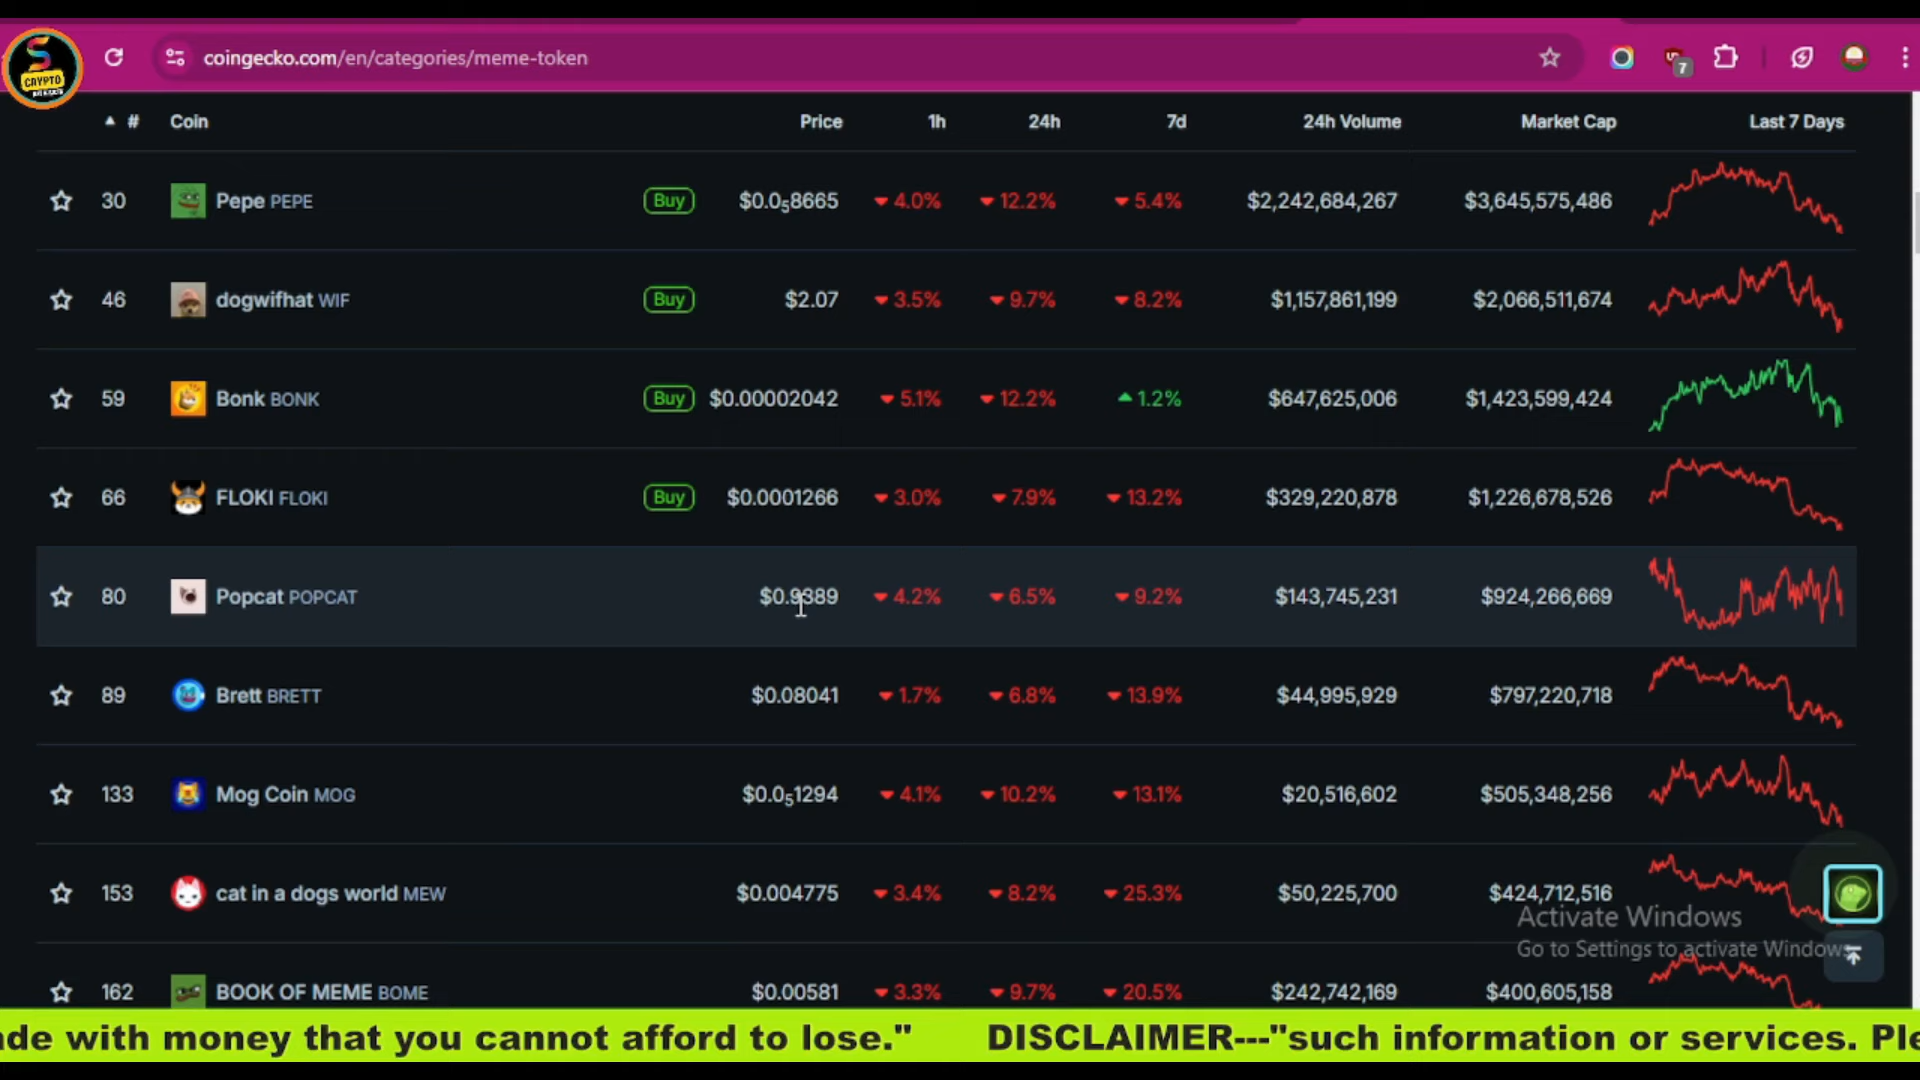 CRYPTO
coingecko.com/en/categories/meme-token
7
# Coin Price 1h 24h 7d 24h Volume Market Cap Last 7 Days
30 Pepe PEPE Buy $0.0₅8665 4.0% 12.2% 5.4% $2,242,684,267 $3,645,575,486
46 dogwifhat WIF Buy $2.07 3.5% 9.7% 8.2% $1,157,861,199 $2,066,511,674
59 Bonk BONK Buy $0.00002042 5.1% 12.2% 1.2% $647,625,006 $1,423,599,424
66 FLOKI FLOKI Buy $0.0001266 3.0% 7.9% 13.2% $329,220,878 $1,226,678,526
80 Popcat POPCAT $0.9389 4.2% 6.5% 9.2% $143,745,231 $924,266,669
89 Brett BRETT $0.08041 1.7% 6.8% 13.9% $44,995,929 $797,220,718
133 Mog Coin MOG $0.0₅1294 4.1% 10.2% 13.1% $20,516,602 $505,348,256
153 cat in a dogs world MEW $0.004775 3.4% 8.2% 25.3% $50,225,700 $424,712,516
Activate Windows
Go to Settings to activate Windows
162 BOOK OF MEME BOME $0.00581 3.3% 9.7% 20.5% $242,742,169 $400,605,158
ade with money that you cannot afford to lose." DISCLAIMER---"such information or services. Ple